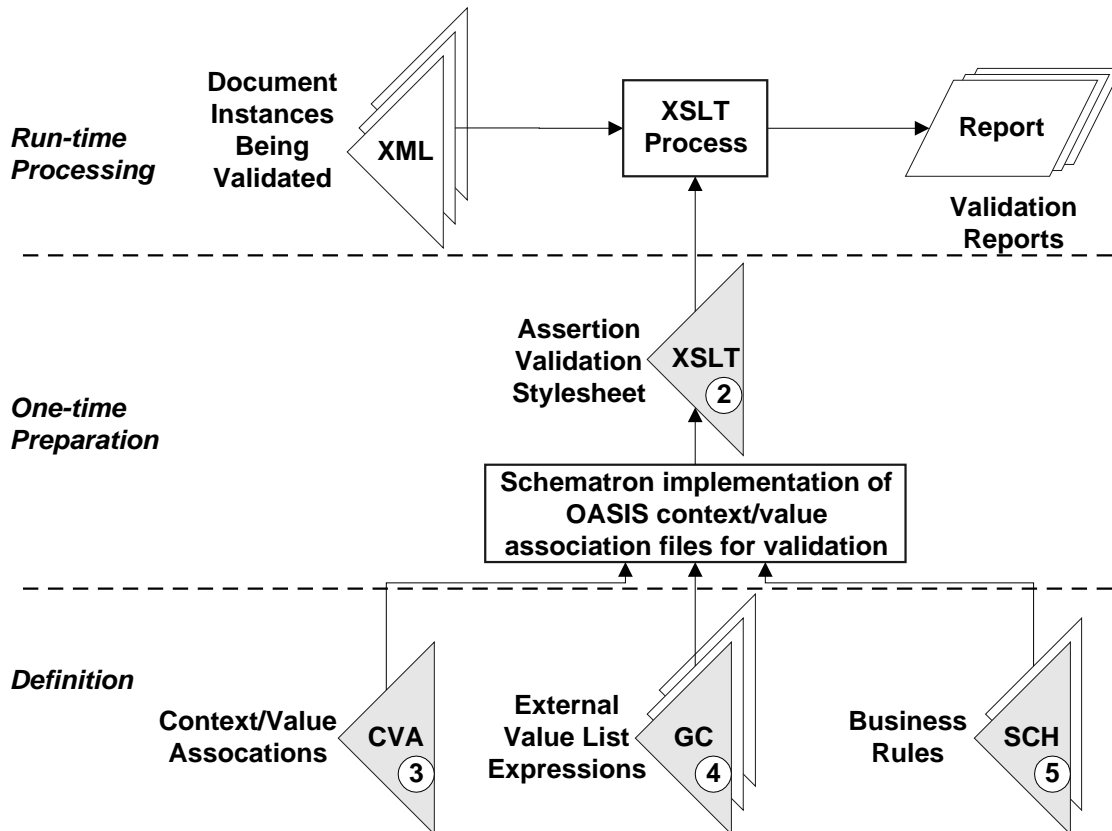 Run-time
Processing
Document
Instances
Being
Validated
XML
XSLT
Process
Report
Validation
Reports
One-time
Preparation
Assertion
Validation
Stylesheet
XSLT
2
Schematron implementation of
OASIS context/value
association files for validation
Definition
Context/Value
Assocations
CVA
3
External
Value List
Expressions
GC
4
Business
Rules
SCH
5